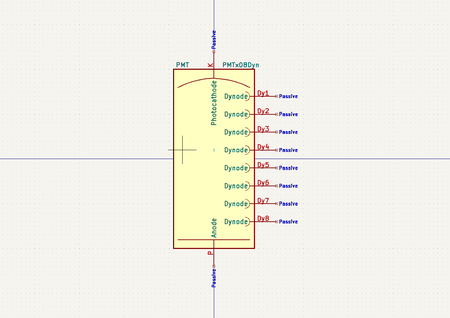 Passive
PMT PMTx08Dyn
K
Photocathode
Dynode Dy1 Passive
Dynode Dy2 Passive
Dynode Dy3 Passive
Dynode Dy4 Passive
Dynode Dy5 Passive
Dynode Dy6 Passive
Dynode Dy7 Passive
Dynode Dy8 Passive
Anode
P
Passive